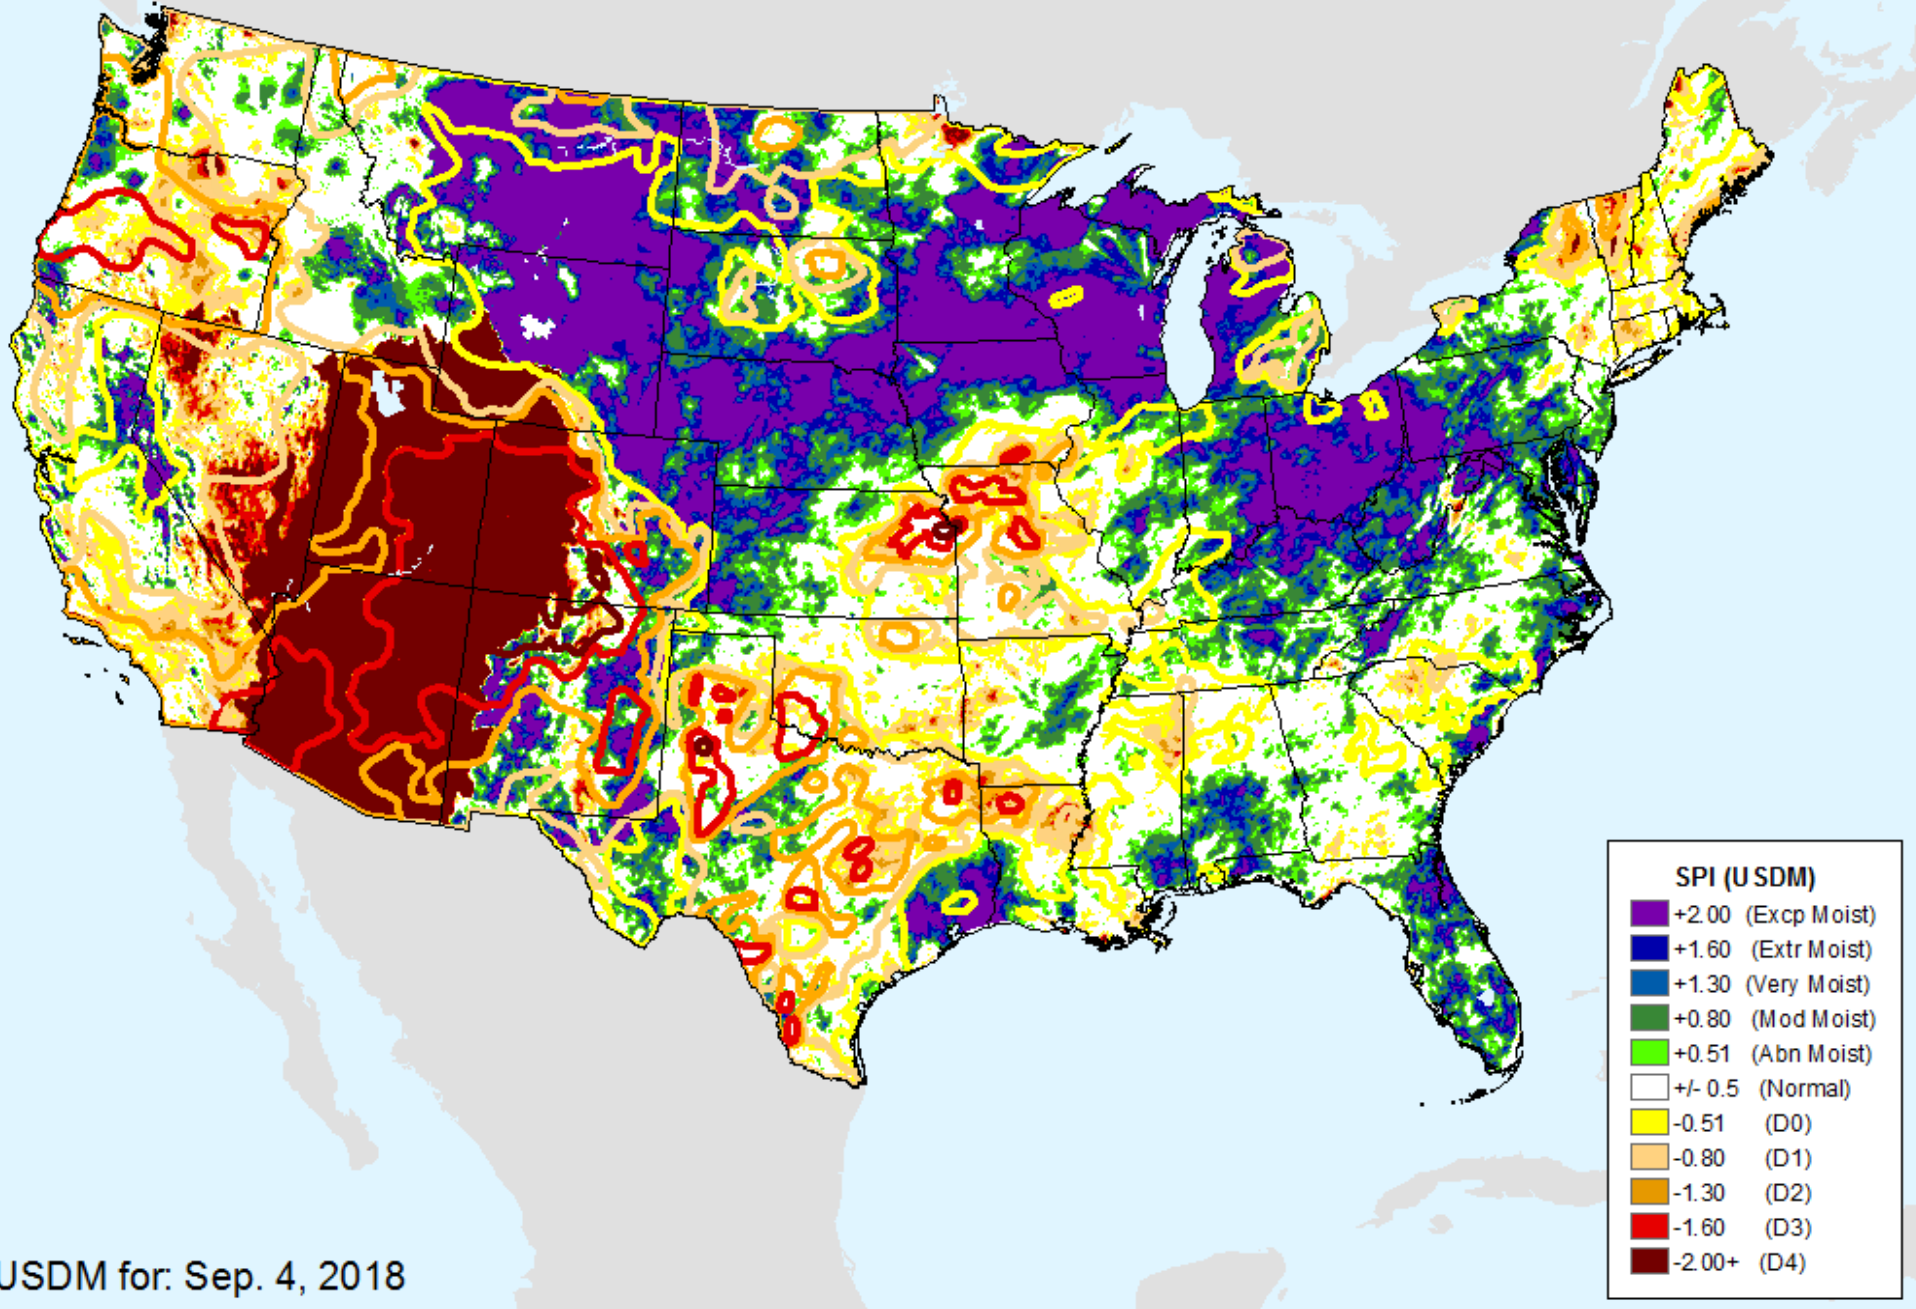 SPI (USDM)
+2.00 (Excp Moist)
+1.60 (Extr Moist)
+1.30 (Very Moist)
+0.80 (Mod Moist)
+0.51 (Abn Moist)
+/- 0.5 (Normal)
-0.51 (D0)
-0.80 (D1)
-1.30 (D2)
-1.60 (D3)
-2.00+ (D4)
USDM for: Sep. 4, 2018